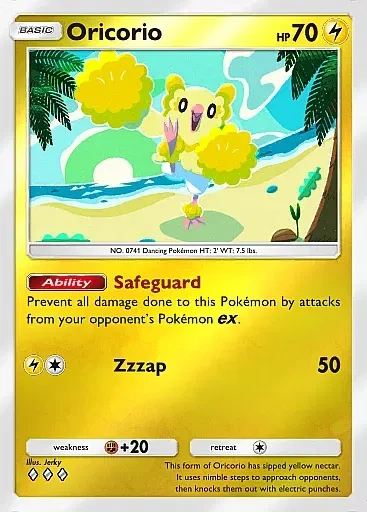 BASIC Oricorio HP 70
NO. 0741 Dancing Pokémon HT: 2' WT: 7.5 lbs.
Ability Safeguard
Prevent all damage done to this Pokémon by attacks
from your opponent's Pokémon ex.
Zzzap 50
weakness +20 retreat
Illus. Jerky
This form of Oricorio has sipped yellow nectar.
It uses nimble steps to approach opponents,
then knocks them out with electric punches.